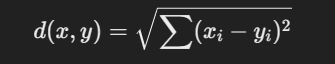 d(x, y) = √∑(xᵢ − yᵢ)²